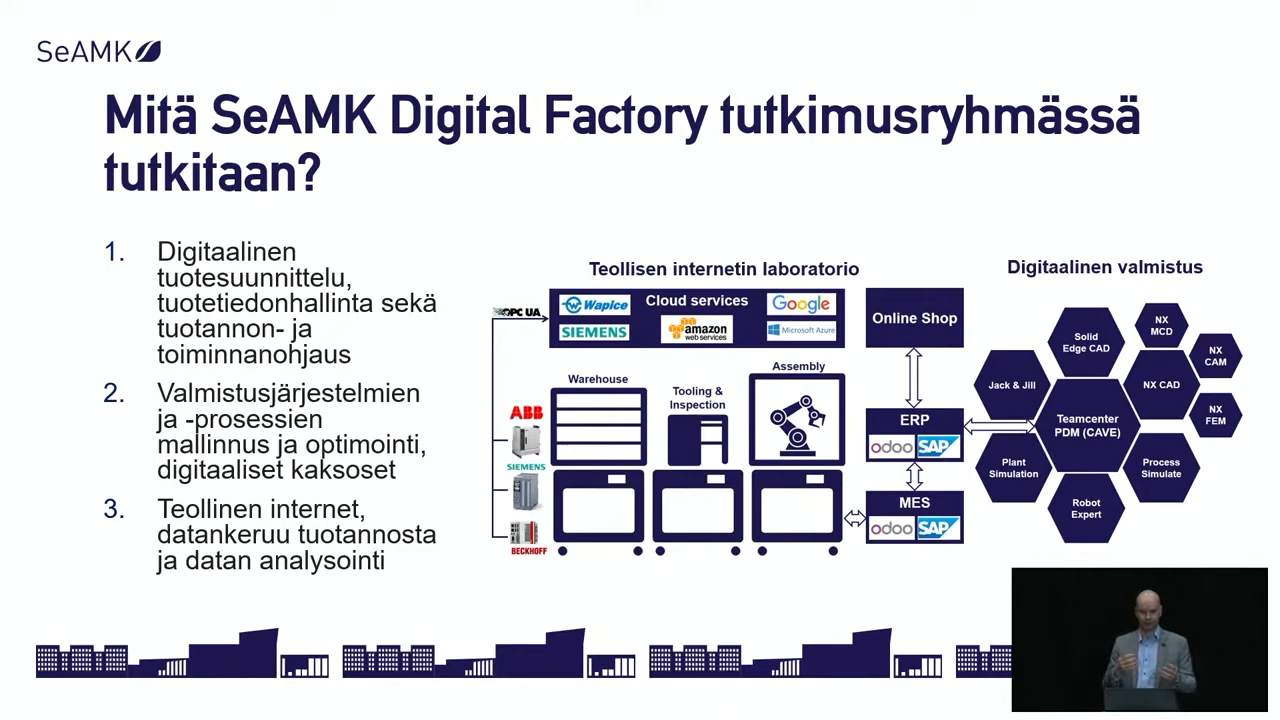 SeAMK
Mitä SeAMK Digital Factory tutkimusryhmässä
tutkitaan?
1. Digitaalinen
tuotesuunnittelu,
tuotetiedonhallinta sekä
tuotannon- ja
toiminnanohjaus
2. Valmistusjärjestelmien
ja -prosessien
mallinnus ja optimointi,
digitaaliset kaksoset
3. Teollinen internet,
datankeruu tuotannosta
ja datan analysointi
Teollisen internetin laboratorio
OPC UA
Wapice
Cloud services
Google
SIEMENS
amazon
web services
Microsoft Azure
Warehouse
Tooling &
Inspection
Assembly
ABB
SIEMENS
BECKHOFF
Online Shop
ERP
odoo
SAP
MES
odoo
SAP
Digitaalinen valmistus
Solid
Edge CAD
NX
MCD
NX
CAM
Jack & Jill
NX CAD
NX
FEM
Teamcenter
PDM (CAVE)
Plant
Simulation
Process
Simulate
Robot
Expert